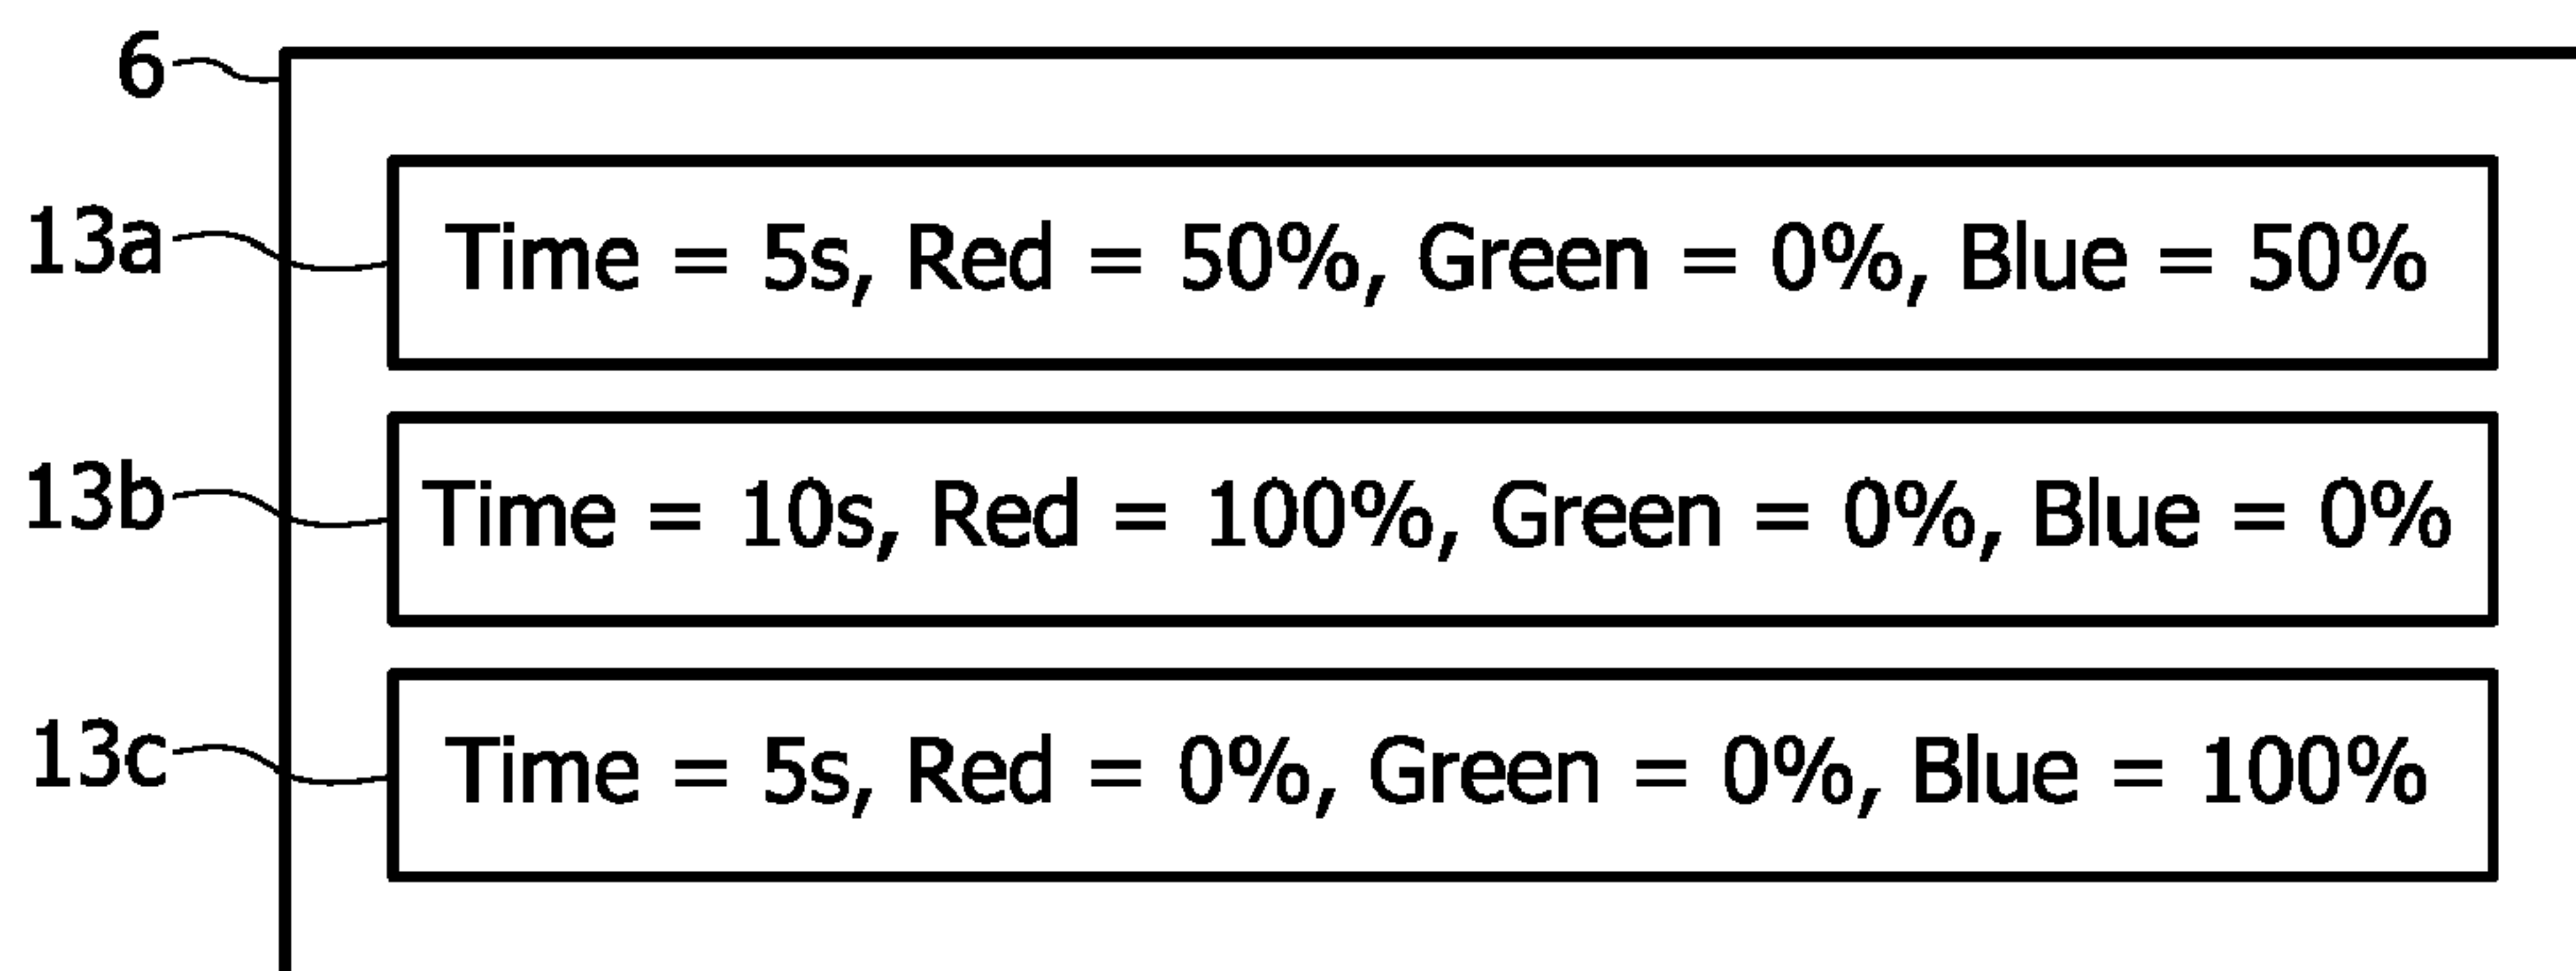 6
13a Time = 5s, Red = 50%, Green = 0%, Blue = 50%
13b Time = 10s, Red = 100%, Green = 0%, Blue = 0%
13c Time = 5s, Red = 0%, Green = 0%, Blue = 100%